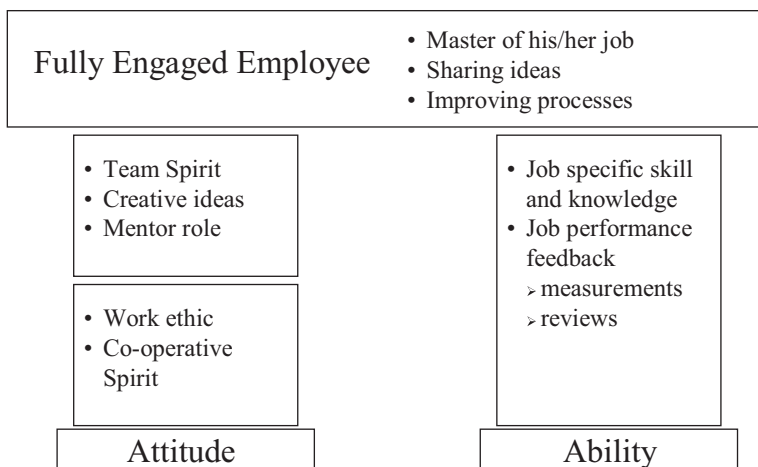 Fully Engaged Employee
• Master of his/her job
• Sharing ideas
• Improving processes
• Team Spirit
• Creative ideas
• Mentor role
• Work ethic
• Co-operative
Spirit
Attitude
• Job specific skill
and knowledge
• Job performance
feedback
➢ measurements
➢ reviews
Ability